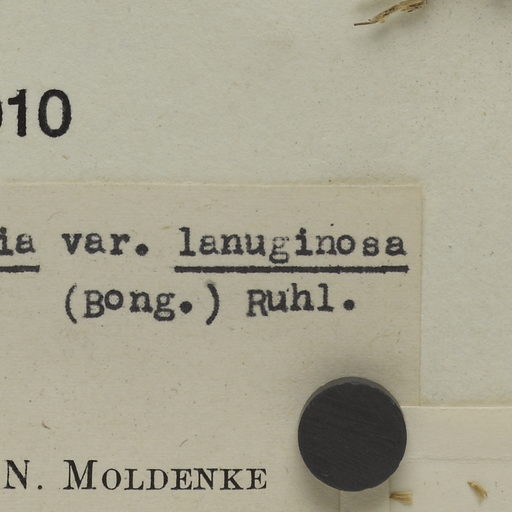 010
ia var. lanuginosa
(Bong.) Ruhl.
N. MOLDENKE